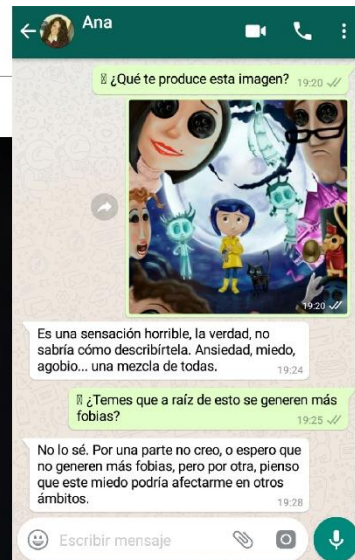 Ana
¿Qué te produce esta imagen? 19:20
19:20
Es una sensación horrible, la verdad, no
sabría cómo describírtela. Ansiedad, miedo,
agobio... una mezcla de todas. 19:24
¿Temes que a raíz de esto se generen más
fobias? 19:25
No lo sé. Por una parte no creo, o espero que
no generen más fobias, pero por otra, pienso
que este miedo podría afectarme en otros
ámbitos. 19:28
Escribir mensaje